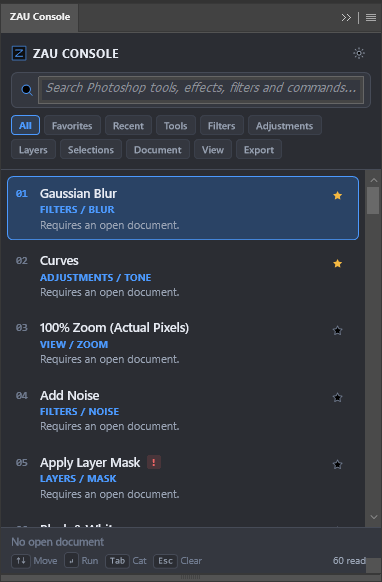 ZAU Console
ZAU CONSOLE
Search Photoshop tools, effects, filters and commands...
All Favorites Recent Tools Filters Adjustments
Layers Selections Document View Export
01 Gaussian Blur
FILTERS / BLUR
Requires an open document.
02 Curves
ADJUSTMENTS / TONE
Requires an open document.
03 100% Zoom (Actual Pixels)
VIEW / ZOOM
Requires an open document.
04 Add Noise
FILTERS / NOISE
Requires an open document.
05 Apply Layer Mask !
LAYERS / MASK
Requires an open document.
No open document
↑↓ Move ↲ Run Tab Cat Esc Clear 60 read